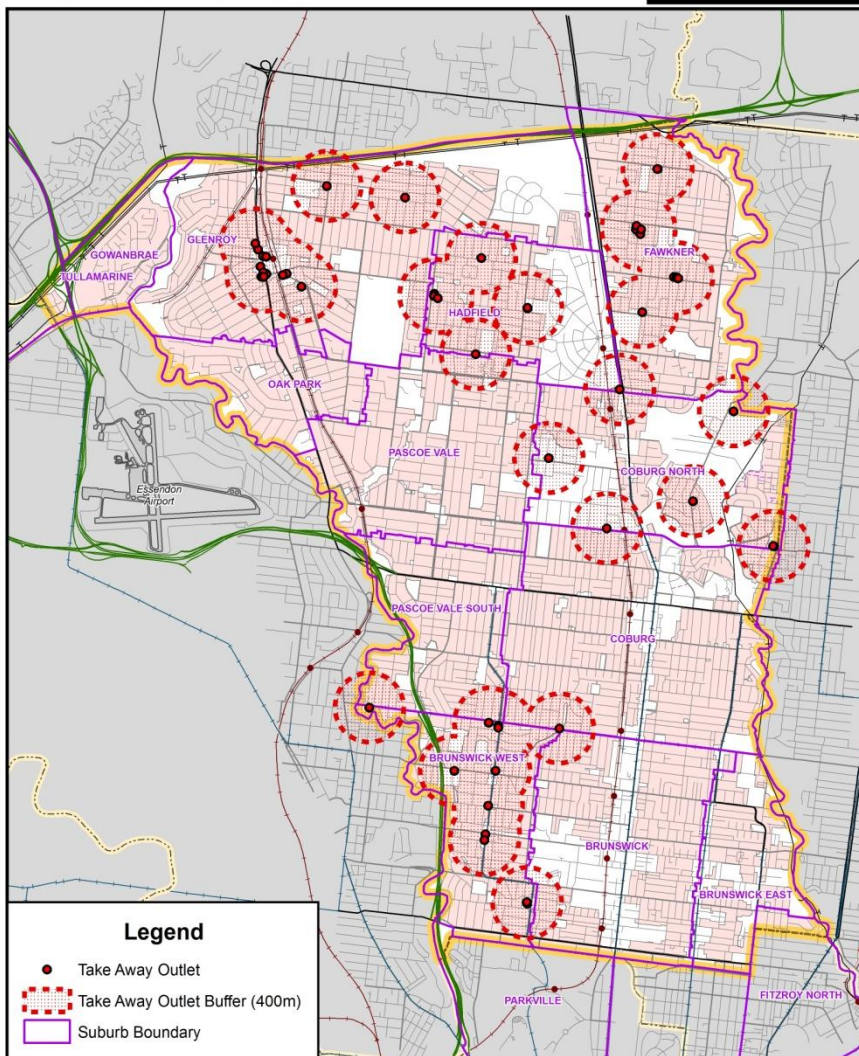 GLENROY
GOWANBRAE
TULLAMARINE
FAWKNER
HADFIELD
OAK PARK
PASCOE VALE
COBURG NORTH
Essendon
Airport
PASCOE VALE SOUTH
COBURG
BRUNSWICK WEST
BRUNSWICK
BRUNSWICK EAST
PARKVILLE
FITZROY NORTH
Legend
Take Away Outlet
Take Away Outlet Buffer (400m)
Suburb Boundary